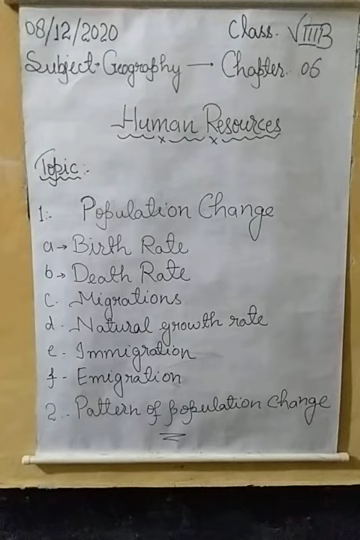 08/12/2020 Class. VIIIB
Subject-Geography — Chapter. 06
Human Resources
Topic:-
1:- Population Change
a→ Birth Rate
b→ Death Rate
c. Migrations
d. Natural growth rate
e- Immigration
f- Emigration
2.. Pattern of population change